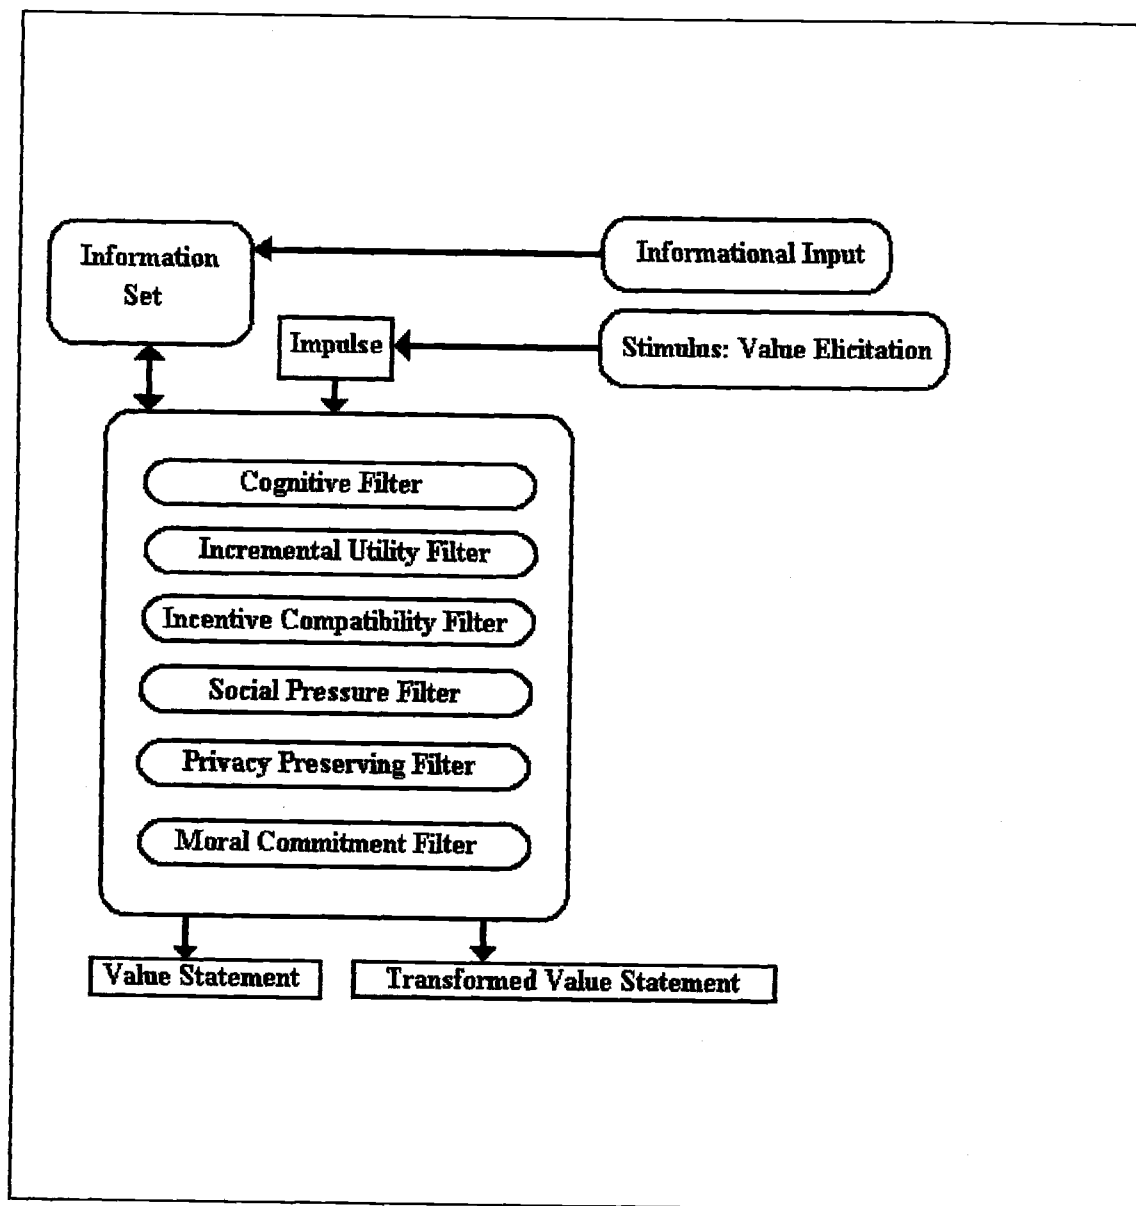 Information
Set
Informational Input
Impulse
Stimulus: Value Elicitation
Cognitive Filter
Incremental Utility Filter
Incentive Compatibility Filter
Social Pressure Filter
Privacy Preserving Filter
Moral Commitment Filter
Value Statement
Transformed Value Statement